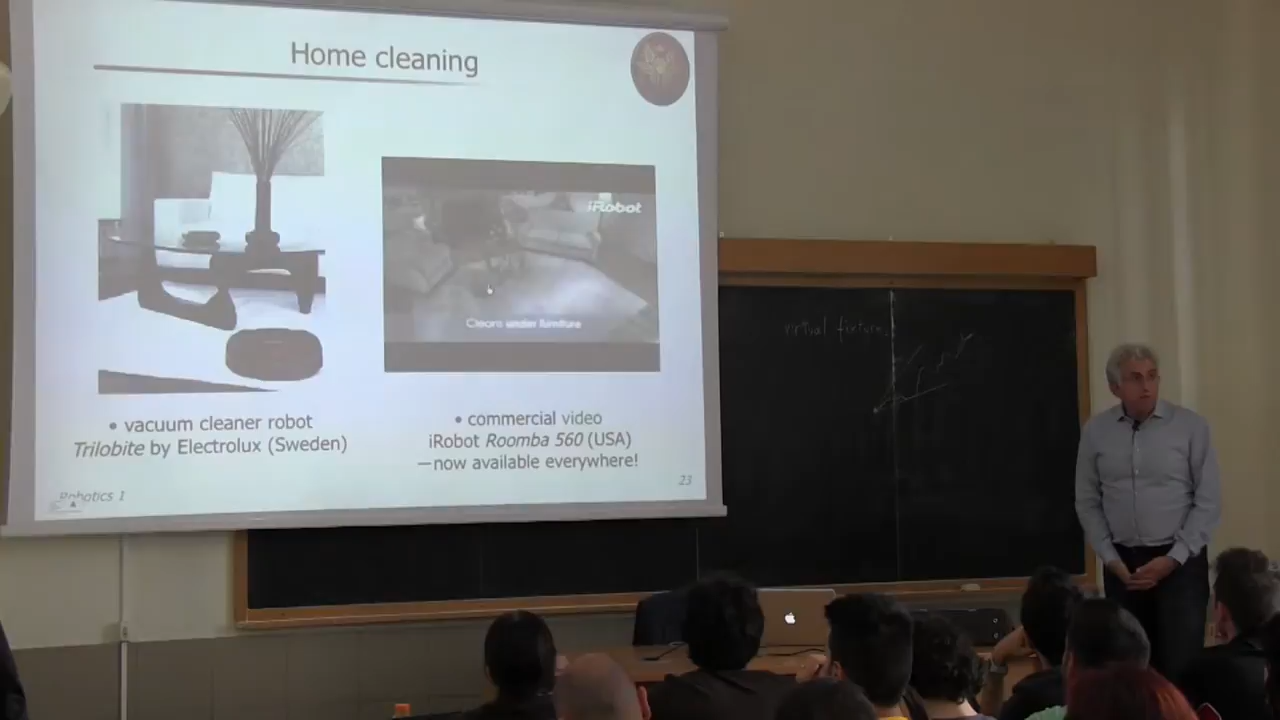 Home cleaning
iRobot
Cleans under furniture
• vacuum cleaner robot
Trilobite by Electrolux (Sweden)
• commercial video
iRobot Roomba 560 (USA)
—now available everywhere!
Robotics 1
23
virtual fixture